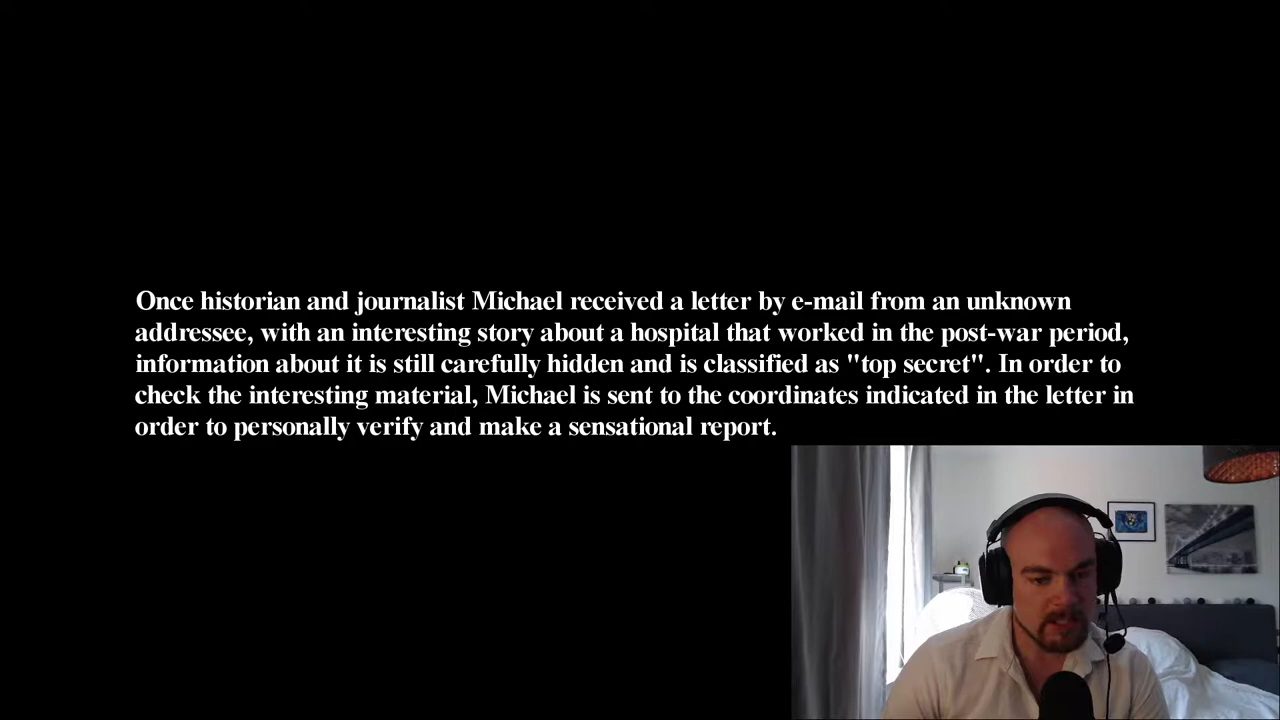 Once historian and journalist Michael received a letter by e-mail from an unknown
addressee, with an interesting story about a hospital that worked in the post-war period,
information about it is still carefully hidden and is classified as "top secret". In order to
check the interesting material, Michael is sent to the coordinates indicated in the letter in
order to personally verify and make a sensational report.